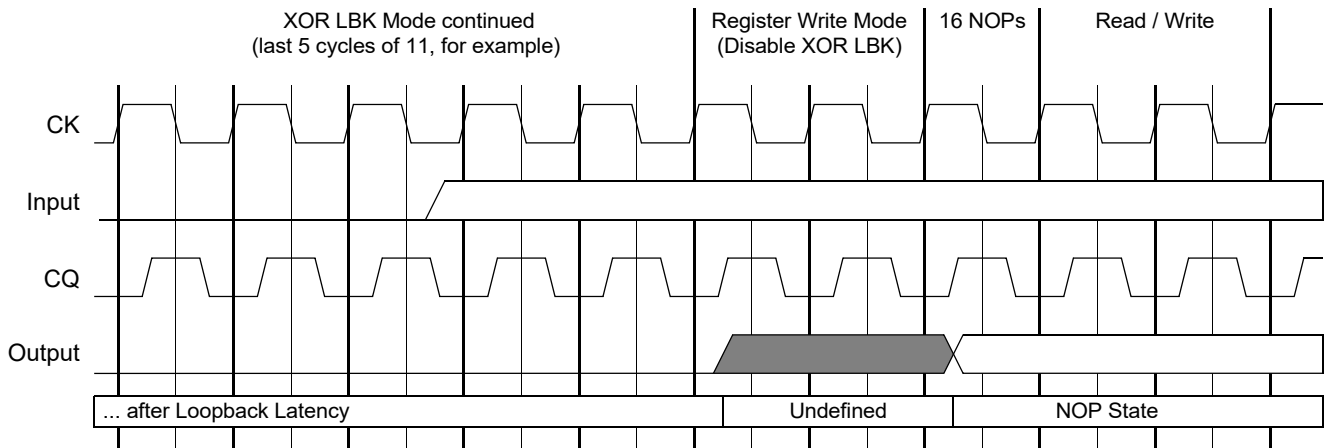 XOR LBK Mode continued
(last 5 cycles of 11, for example)
Register Write Mode
(Disable XOR LBK)
16 NOPs
Read / Write
CK
Input
CQ
Output
... after Loopback Latency
Undefined
NOP State